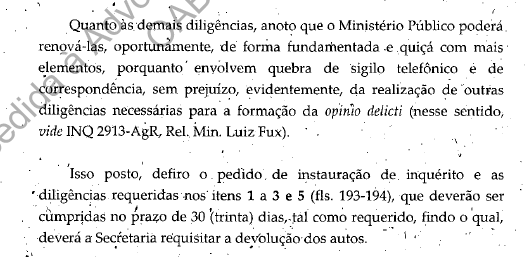 Quanto às demais diligências, anoto que o Ministério Público poderá
renová-las, oportunamente, de forma fundamentada e quiçá com mais
elementos, porquanto envolvem quebra de sigilo telefônico e de
correspondência, sem prejuízo, evidentemente, da realização de outras
diligências necessárias para a formação da opinio delicti (nesse sentido,
vide INQ 2913-AgR, Rel. Min. Luiz Fux).
Isso posto, defiro o pedido de instauração de inquérito e as
diligências requeridas nos itens 1 a 3 e 5 (fls. 193-194), que deverão ser
cumpridas no prazo de 30 (trinta) dias, tal como requerido, findo o qual,
deverá a Secretaria requisitar a devolução dos autos.